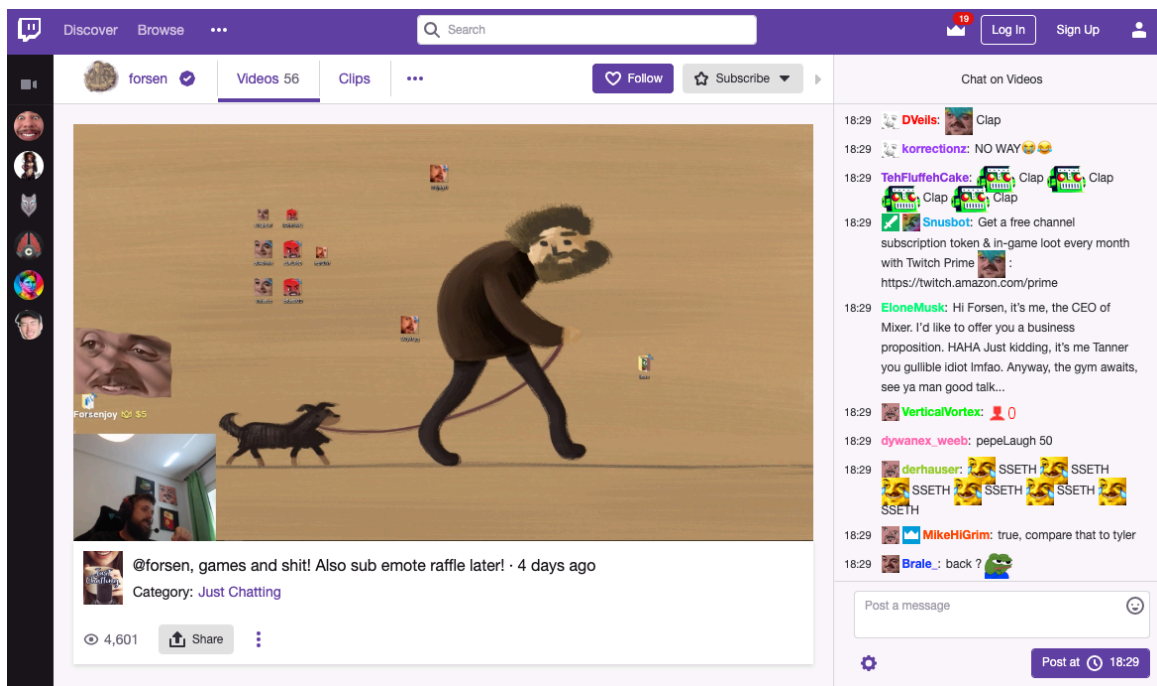 Discover Browse
Search
19
Log In
Sign Up
forsen
Videos 56
Clips
Follow
Subscribe
Chat on Videos
Forsenjoy $5
@forsen, games and shit! Also sub emote raffle later! · 4 days ago
Category: Just Chatting
4,601
Share
18:29 DVeils: Clap
18:29 korrectionz: NO WAY
18:29 TehFluffehCake: Clap Clap
Clap Clap
18:29 Snusbot: Get a free channel
subscription token & in-game loot every month
with Twitch Prime :
https://twitch.amazon.com/prime
18:29 EloneMusk: Hi Forsen, it's me, the CEO of
Mixer. I'd like to offer you a business
proposition. HAHA Just kidding, it's me Tanner
you gullible idiot lmfao. Anyway, the gym awaits,
see ya man good talk...
18:29 VerticalVortex: 0
18:29 dywanex_weeb: pepeLaugh 50
18:29 derhauser: SSETH SSETH
SSETH SSETH SSETH
SSETH
18:29 MikeHiGrim: true, compare that to tyler
18:29 Brale_: back ?
Post a message
Post at 18:29